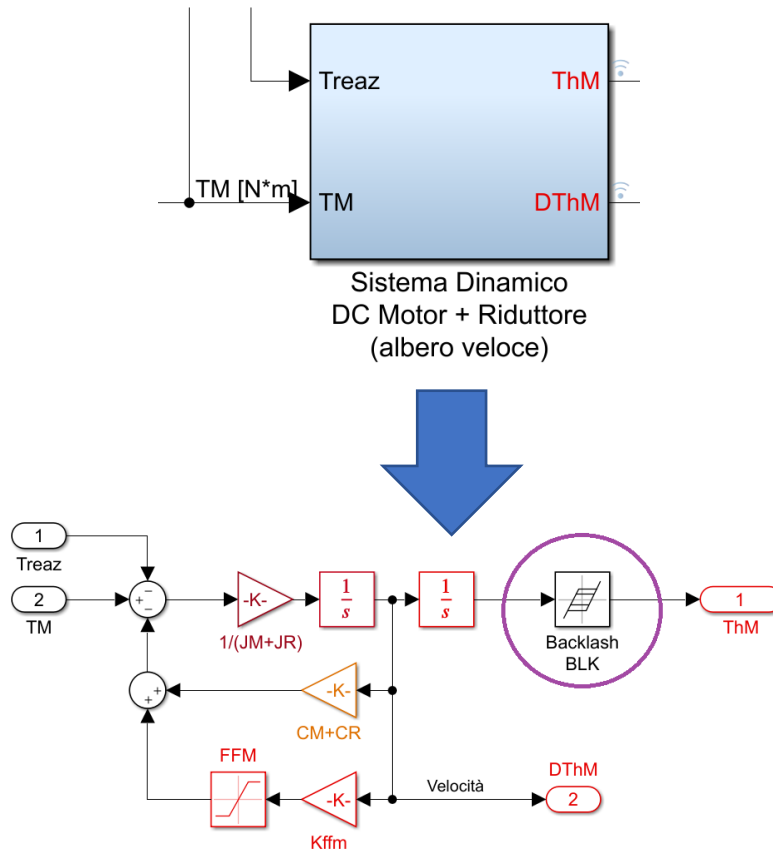 Treaz
ThM
TM [N*m]
TM
DThM
Sistema Dinamico
DC Motor + Riduttore
(albero veloce)
1
Treaz
2
TM
-K-
1/(JM+JR)
1
s
1
s
Backlash
BLK
1
ThM
-K-
CM+CR
FFM
-K-
Kffm
Velocità
DThM
2